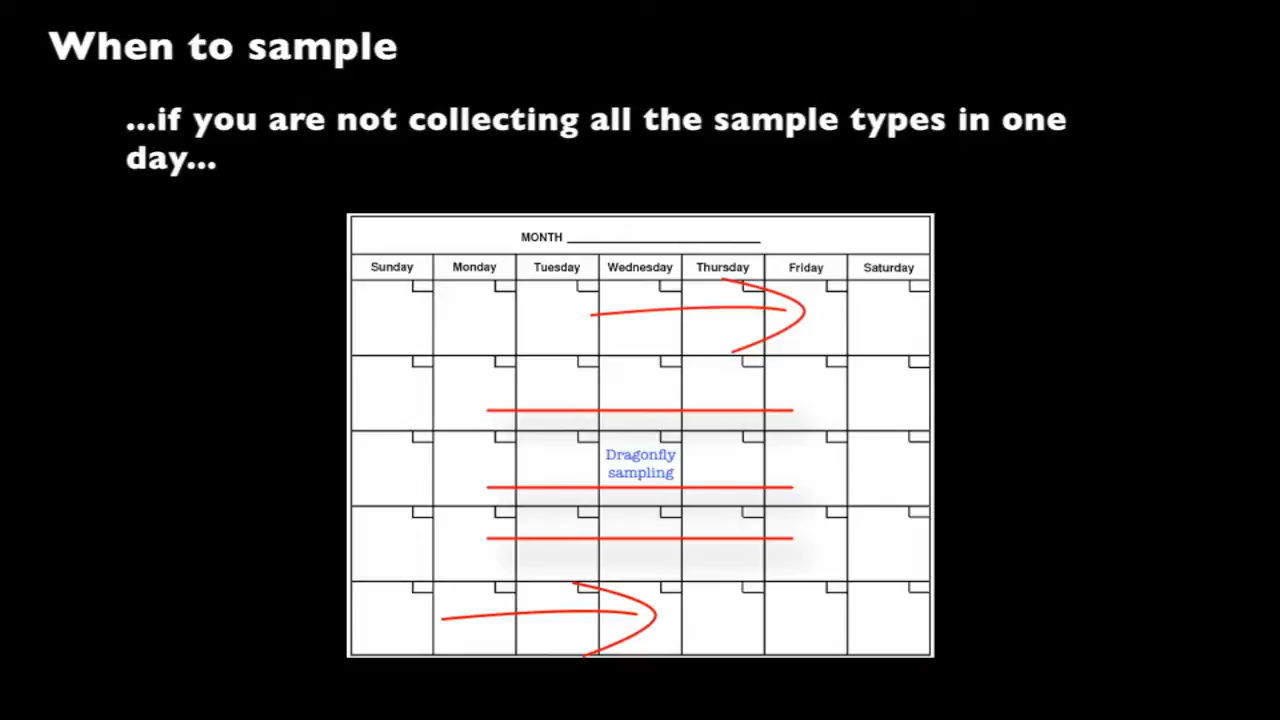 When to sample
...if you are not collecting all the sample types in one
day...
MONTH
Sunday Monday Tuesday Wednesday Thursday Friday Saturday
Dragonfly
sampling